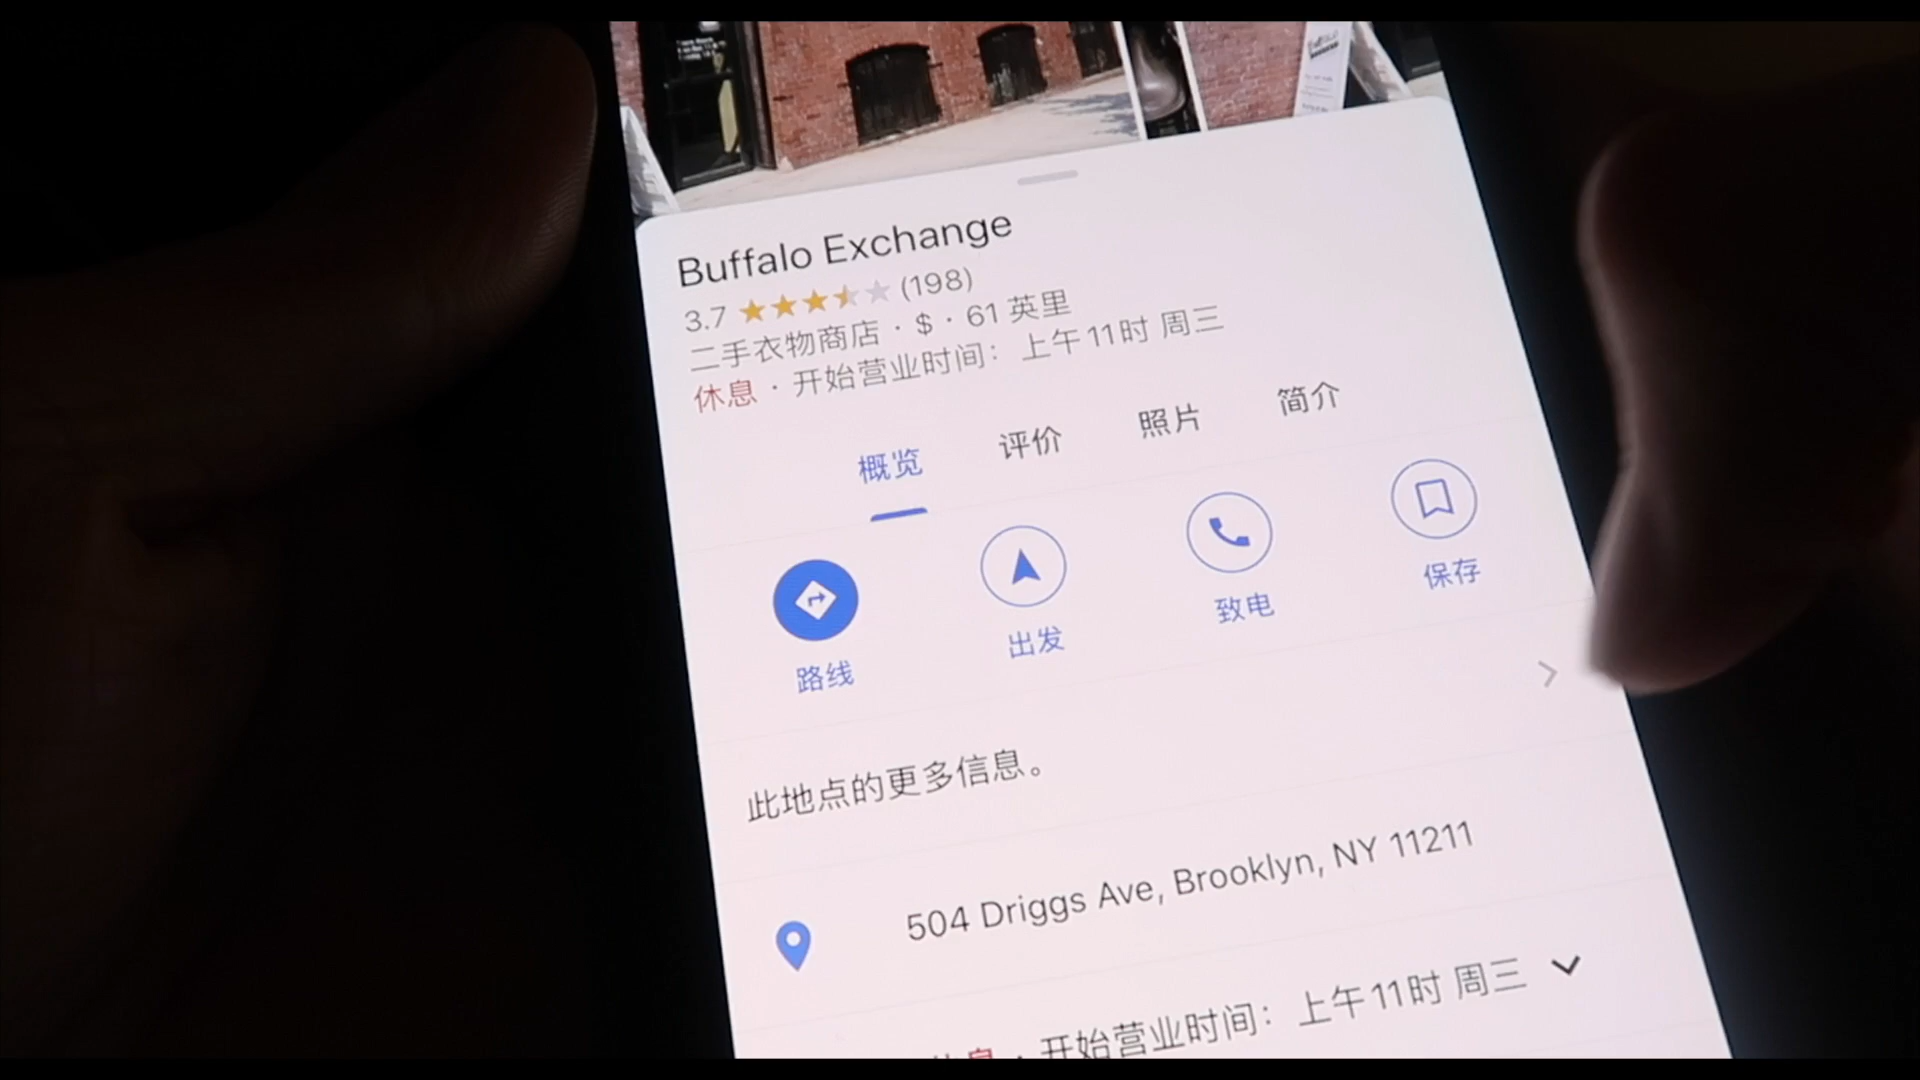 Buffalo Exchange
3.7 (198)
二手衣物商店 · $ · 61 英里
休息 · 开始营业时间： 上午11时 周三
概览 评价 照片 简介
路线 出发 致电 保存
此地点的更多信息。
504 Driggs Ave, Brooklyn, NY 11211
休息 · 开始营业时间： 上午11时 周三